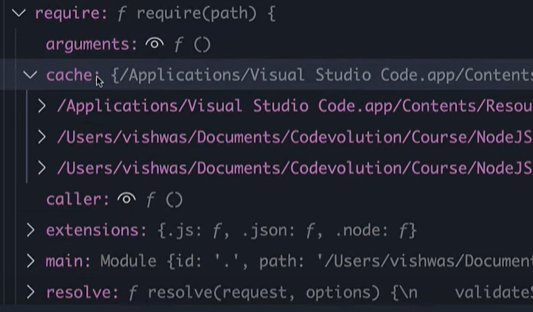 require: ƒ require(path) {
arguments: ƒ ()
cache: {/Applications/Visual Studio Code.app/Contents
/Applications/Visual Studio Code.app/Contents/Resou
/Users/vishwas/Documents/Codevolution/Course/NodeJS
/Users/vishwas/Documents/Codevolution/Course/NodeJS
caller: ƒ ()
extensions: {.js: ƒ, .json: ƒ, .node: ƒ}
main: Module {id: '.', path: '/Users/vishwas/Documen
resolve: ƒ resolve(request, options) {\n    validateS